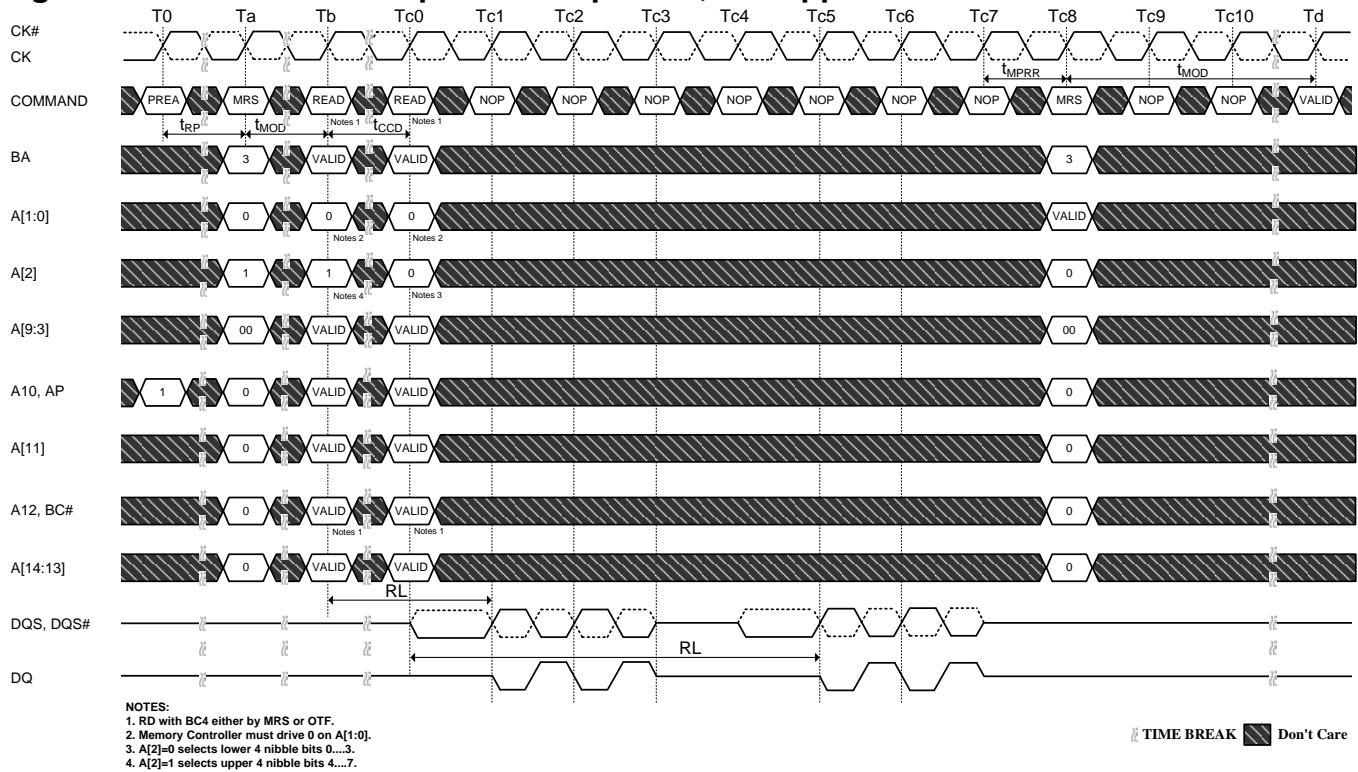 T0 Ta Tb Tc0 Tc1 Tc2 Tc3 Tc4 Tc5 Tc6 Tc7 Tc8 Tc9 Tc10 Td
CK#
CK
tMPRR tMOD
COMMAND PREA MRS READ READ NOP NOP NOP NOP NOP NOP NOP MRS NOP NOP VALID
Notes 1 Notes 1
tRP tMOD tCCD
BA 3 VALID VALID 3
A[1:0] 0 0 0 VALID
Notes 2 Notes 2
A[2] 1 1 0 0
Notes 4 Notes 3
A[9:3] 00 VALID VALID 00
A10, AP 1 0 VALID VALID 0
A[11] 0 VALID VALID 0
A12, BC# 0 VALID VALID 0
Notes 1 Notes 1
A[14:13] 0 VALID VALID 0
RL
DQS, DQS#
RL
DQ
NOTES:
1. RD with BC4 either by MRS or OTF.
2. Memory Controller must drive 0 on A[1:0].
3. A[2]=0 selects lower 4 nibble bits 0....3.
4. A[2]=1 selects upper 4 nibble bits 4....7.
TIME BREAK Don't Care